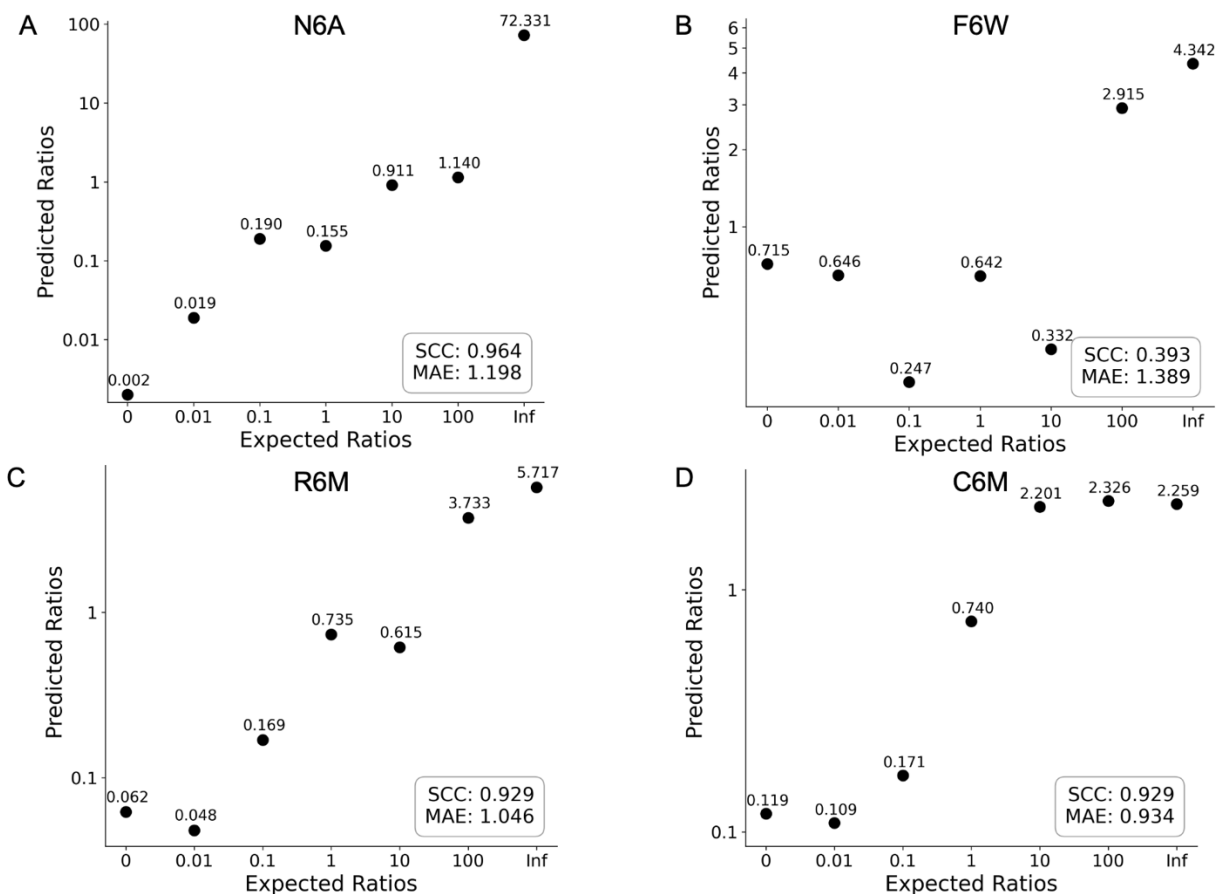 A
N6A
100
10
1
0.1
0.01
Predicted Ratios
72.331
0.911
1.140
0.190
0.155
0.019
0.002
SCC: 0.964
MAE: 1.198
0 0.01 0.1 1 10 100 Inf
Expected Ratios
B
F6W
6
5
4
3
2
1
Predicted Ratios
4.342
2.915
0.715
0.646
0.642
0.332
0.247
SCC: 0.393
MAE: 1.389
0 0.01 0.1 1 10 100 Inf
Expected Ratios
C
R6M
1
0.1
Predicted Ratios
5.717
3.733
0.735
0.615
0.169
0.062
0.048
SCC: 0.929
MAE: 1.046
0 0.01 0.1 1 10 100 Inf
Expected Ratios
D
C6M
1
0.1
Predicted Ratios
2.201
2.326
2.259
0.740
0.171
0.119
0.109
SCC: 0.929
MAE: 0.934
0 0.01 0.1 1 10 100 Inf
Expected Ratios